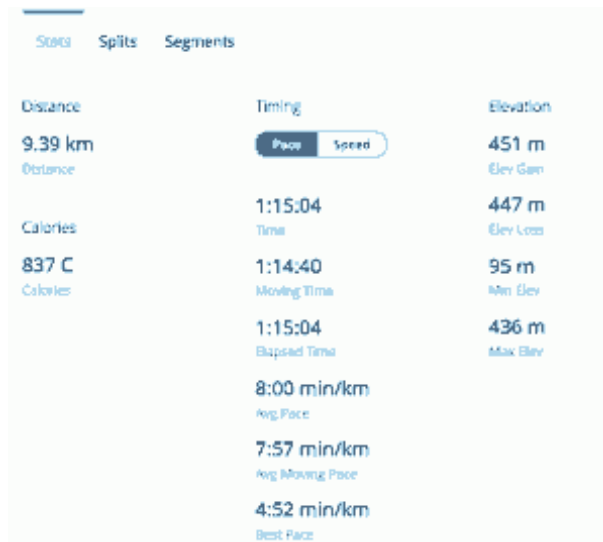 Stats Splits Segments
Distance
9.39 km
Distance
Calories
837 C
Calories
Timing
Pace Speed
1:15:04
Time
1:14:40
Moving Time
1:15:04
Elapsed Time
8:00 min/km
Avg Pace
7:57 min/km
Avg Moving Pace
4:52 min/km
Best Pace
Elevation
451 m
Elev Gain
447 m
Elev Loss
95 m
Min Elev
436 m
Max Elev